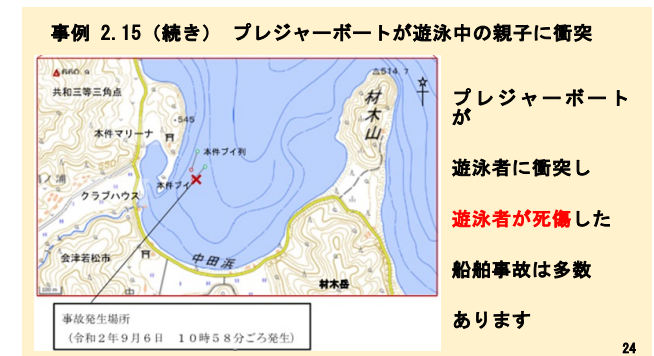 事例 2.15（続き） プレジャーボートが遊泳中の親子に衝突
△660.9
△514.7
共和三等三角点
材木山
・545
本件マリーナ
本件ブイ列
ノ浦
本件ブイ
クラブハウス
会津若松市
中田浜
中
材木岳
事故発生場所
（令和２年９月６日　１０時５８分ごろ発生）
プレジャーボート
が
遊泳者に衝突し
遊泳者が死傷した
船舶事故は多数
あります
24